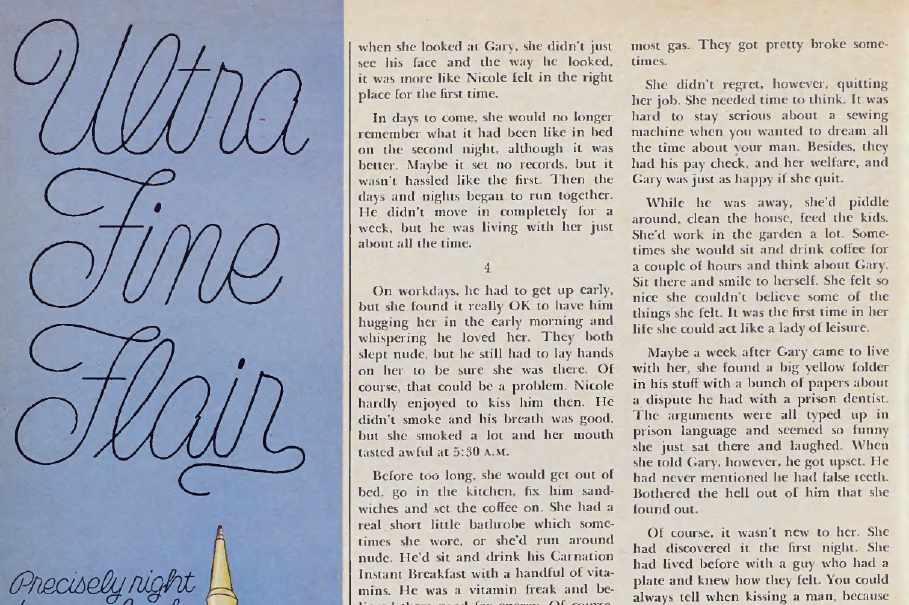 Ultra
Fine
Flair
Precisely right
when she looked at Gary, she didn't just
see his face and the way he looked,
it was more like Nicole felt in the right
place for the first time.
In days to come, she would no longer
remember what it had been like in bed
on the second night, although it was
better. Maybe it set no records, but it
wasn't hassled like the first. Then the
days and nights began to run together.
He didn't move in completely for a
week, but he was living with her just
about all the time.
4
On workdays, he had to get up early,
but she found it really OK to have him
hugging her in the early morning and
whispering he loved her. They both
slept nude, but he still had to lay hands
on her to be sure she was there. Of
course, that could be a problem. Nicole
hardly enjoyed to kiss him then. He
didn't smoke and his breath was good,
but she smoked a lot and her mouth
tasted awful at 5:30 A.M.
Before too long, she would get out of
bed, go in the kitchen, fix him sand-
wiches and set the coffee on. She had a
real short little bathrobe which some-
times she wore, or she'd run around
nude. He'd sit and drink his Carnation
Instant Breakfast with a handful of vita-
mins. He was a vitamin freak and be-
most gas. They got pretty broke some-
times.
She didn't regret, however, quitting
her job. She needed time to think. It was
hard to stay serious about a sewing
machine when you wanted to dream all
the time about your man. Besides, they
had his pay check, and her welfare, and
Gary was just as happy if she quit.
While he was away, she'd piddle
around, clean the house, feed the kids.
She'd work in the garden a lot. Some-
times she would sit and drink coffee for
a couple of hours and think about Gary.
Sit there and smile to herself. She felt so
nice she couldn't believe some of the
things she felt. It was the first time in her
life she could act like a lady of leisure.
Maybe a week after Gary came to live
with her, she found a big yellow folder
in his stuff with a bunch of papers about
a dispute he had with a prison dentist.
The arguments were all typed up in
prison language and seemed so funny
she just sat there and laughed. When
she told Gary, however, he got upset. He
had never mentioned he had false teeth.
Bothered the hell out of him that she
found out.
Of course, it wasn't new to her. She
had discovered it the first night. She
had lived before with a guy who had a
plate and knew how they felt. You could
always tell when kissing a man, because